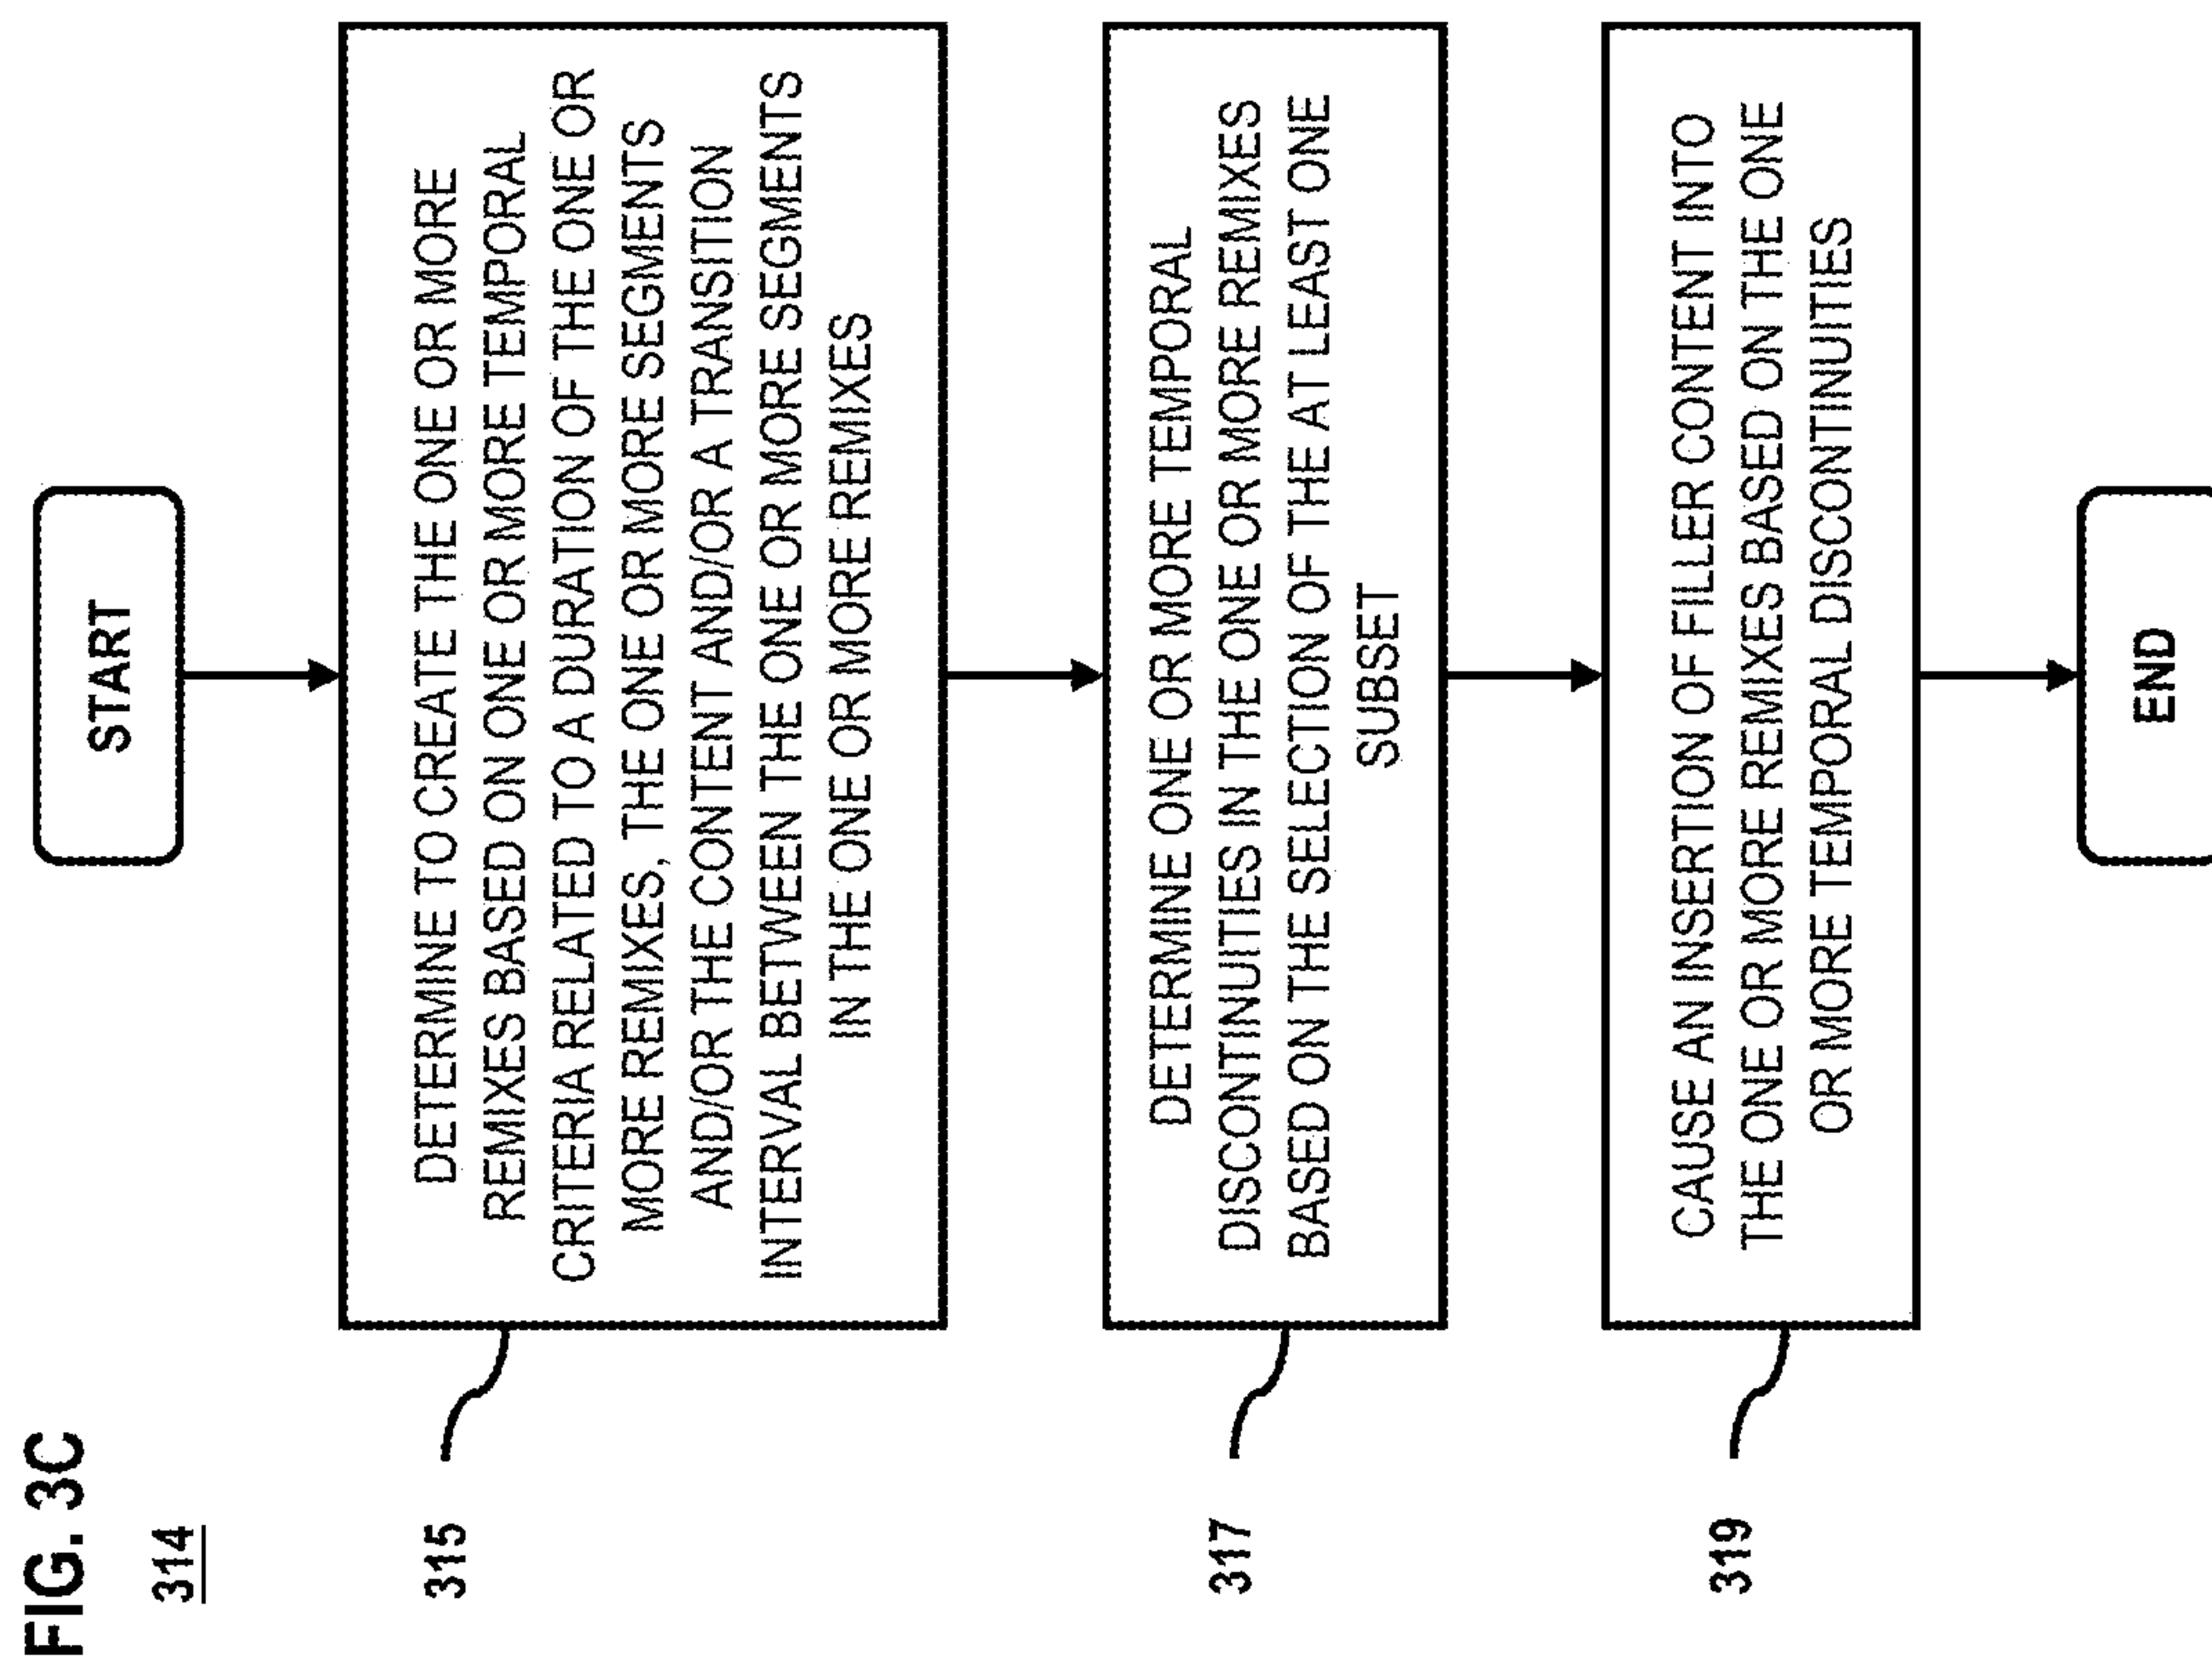 FIG. 3C
314
START
315
DETERMINE TO CREATE THE ONE OR MORE
REMIXES BASED ON ONE OR MORE TEMPORAL
CRITERIA RELATED TO A DURATION OF THE ONE OR
MORE REMIXES, THE ONE OR MORE SEGMENTS
AND/OR THE CONTENT AND/OR A TRANSITION
INTERVAL BETWEEN THE ONE OR MORE SEGMENTS
IN THE ONE OR MORE REMIXES
317
DETERMINE ONE OR MORE TEMPORAL
DISCONTINUITIES IN THE ONE OR MORE REMIXES
BASED ON THE SELECTION OF THE AT LEAST ONE
SUBSET
319
CAUSE AN INSERTION OF FILLER CONTENT INTO
THE ONE OR MORE REMIXES BASED ON THE ONE
OR MORE TEMPORAL DISCONTINUITIES
END